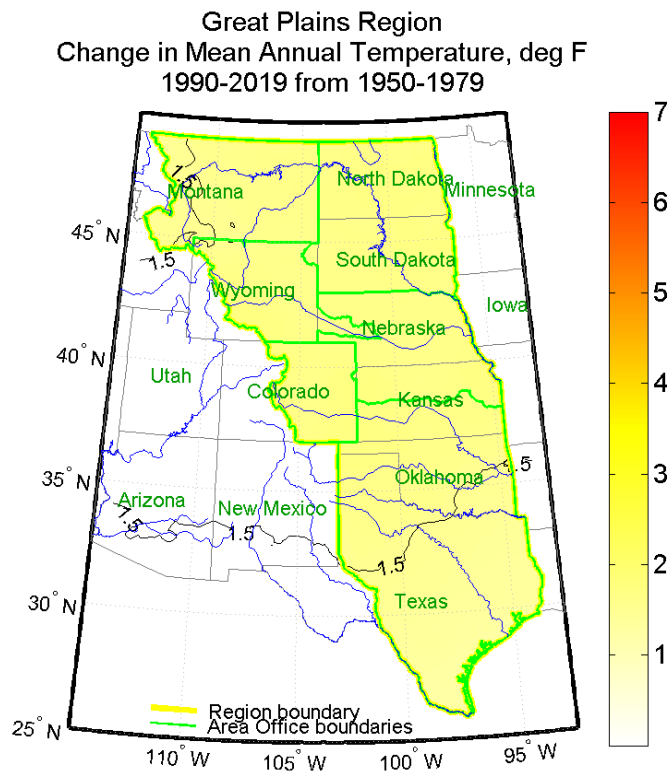 Great Plains Region
Change in Mean Annual Temperature, deg F
1990-2019 from 1950-1979
7
6
5
4
3
2
1
45° N
40° N
35° N
30° N
25° N
110° W
105° W
100° W
95° W
1.5
Montana
North Dakota
Minnesota
1.5
South Dakota
Wyoming
Iowa
Nebraska
Utah
Colorado
Kansas
1.5
Oklahoma
Arizona
New Mexico
1.5
1.5
1.5
Texas
Region boundary
Area Office boundaries